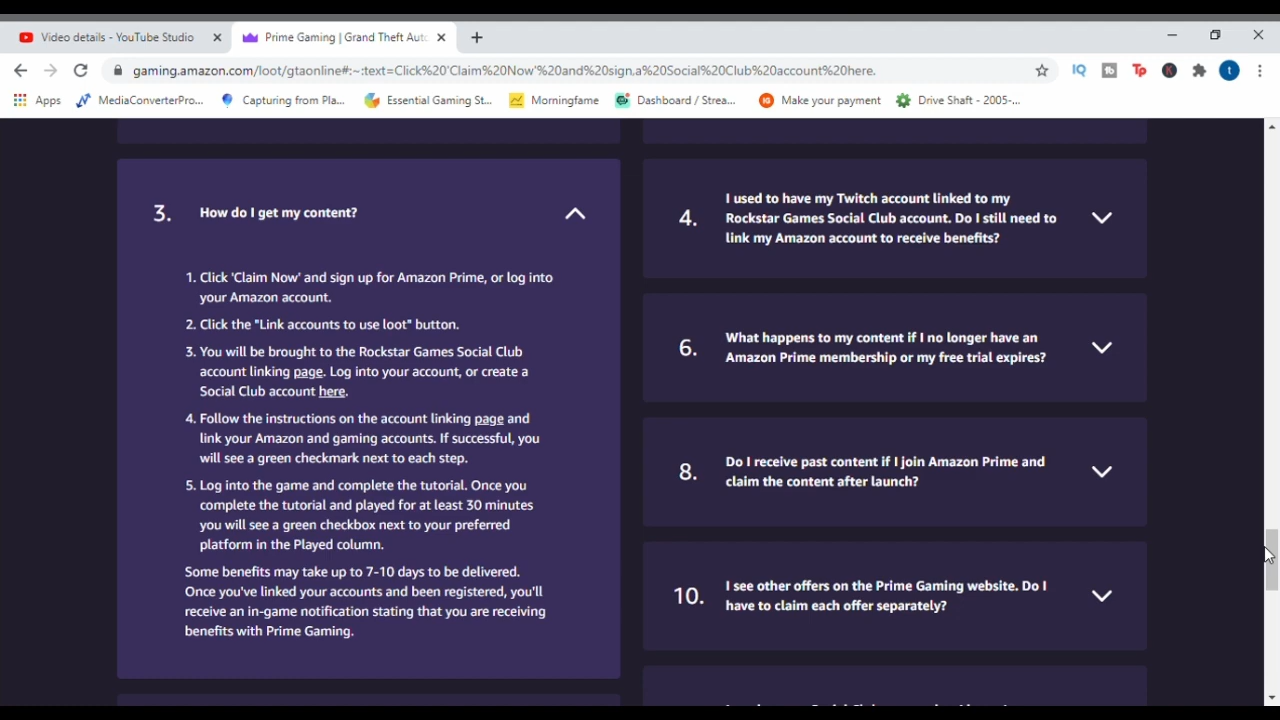 Video details - YouTube Studio
Prime Gaming | Grand Theft Auto
gaming.amazon.com/loot/gtaonline#:~:text=Click%20'Claim%20Now'%20and%20sign,a%20Social%20Club%20account%20here.
Apps
MediaConverterPro...
Capturing from Pla...
Essential Gaming St...
Morningfame
Dashboard / Strea...
Make your payment
Drive Shaft - 2005-...
3. How do I get my content?
1. Click 'Claim Now' and sign up for Amazon Prime, or log into
your Amazon account.
2. Click the "Link accounts to use loot" button.
3. You will be brought to the Rockstar Games Social Club
account linking page. Log into your account, or create a
Social Club account here.
4. Follow the instructions on the account linking page and
link your Amazon and gaming accounts. If successful, you
will see a green checkmark next to each step.
5. Log into the game and complete the tutorial. Once you
complete the tutorial and played for at least 30 minutes
you will see a green checkbox next to your preferred
platform in the Played column.
Some benefits may take up to 7-10 days to be delivered.
Once you've linked your accounts and been registered, you'll
receive an in-game notification stating that you are receiving
benefits with Prime Gaming.
4. I used to have my Twitch account linked to my
Rockstar Games Social Club account. Do I still need to
link my Amazon account to receive benefits?
6. What happens to my content if I no longer have an
Amazon Prime membership or my free trial expires?
8. Do I receive past content if I join Amazon Prime and
claim the content after launch?
10. I see other offers on the Prime Gaming website. Do I
have to claim each offer separately?